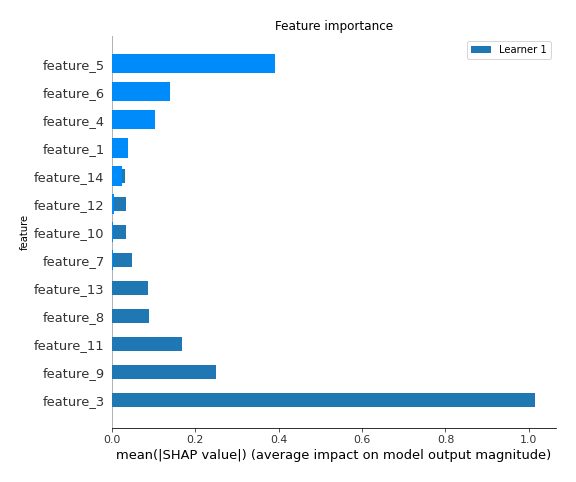 Feature importance
Learner 1
feature_5
feature_6
feature_4
feature_1
feature_14
feature_12
feature_10
feature_7
feature_13
feature_8
feature_11
feature_9
feature_3
feature
0.0 0.2 0.4 0.6 0.8 1.0
mean(|SHAP value|) (average impact on model output magnitude)